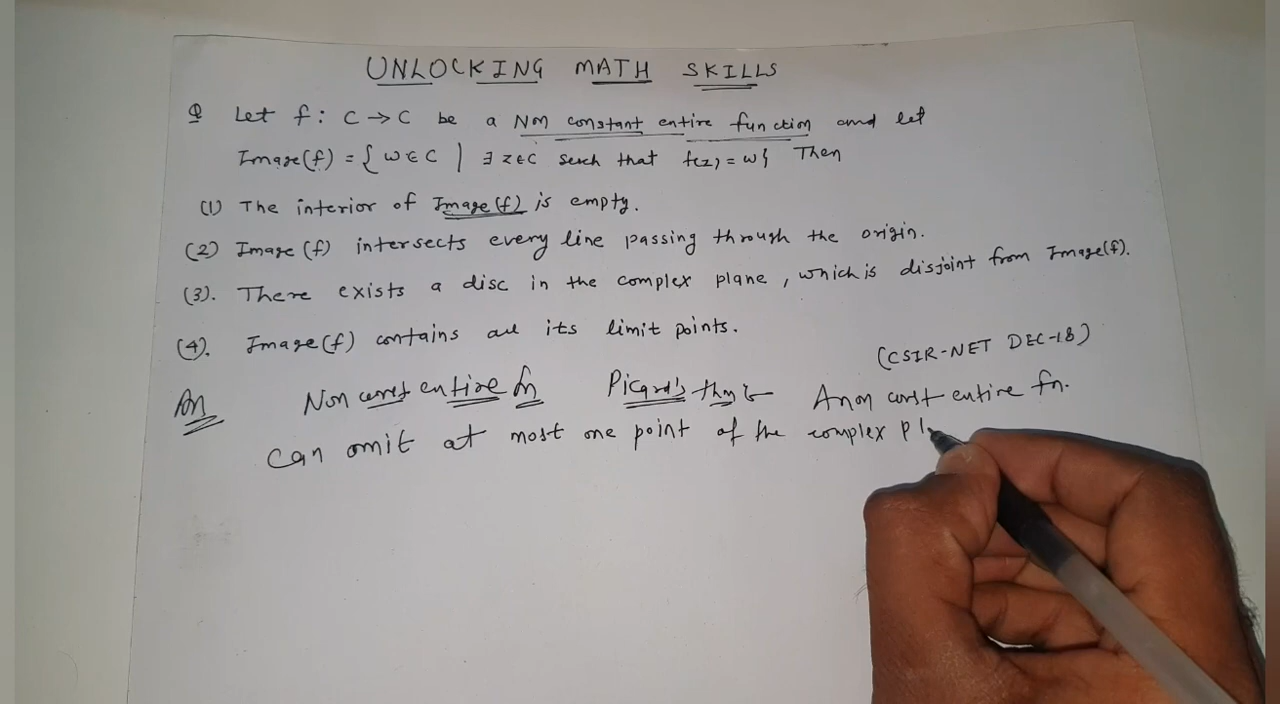 UNLOCKING MATH SKILLS
Q Let f: C → C be a Non constant entire function and let
Image(f) = { w ∈ C | ∃ z ∈ C such that f(z) = w } Then
(1) The interior of Image(f) is empty.
(2) Image (f) intersects every line passing through the origin.
(3). There exists a disc in the complex plane, which is disjoint from Image(f).
(4). Image(f) contains all its limit points.
(CSIR-NET DEC-18)
An Non const entire fn Picard's thm:- A non const entire fn.
can omit at most one point of the complex pl